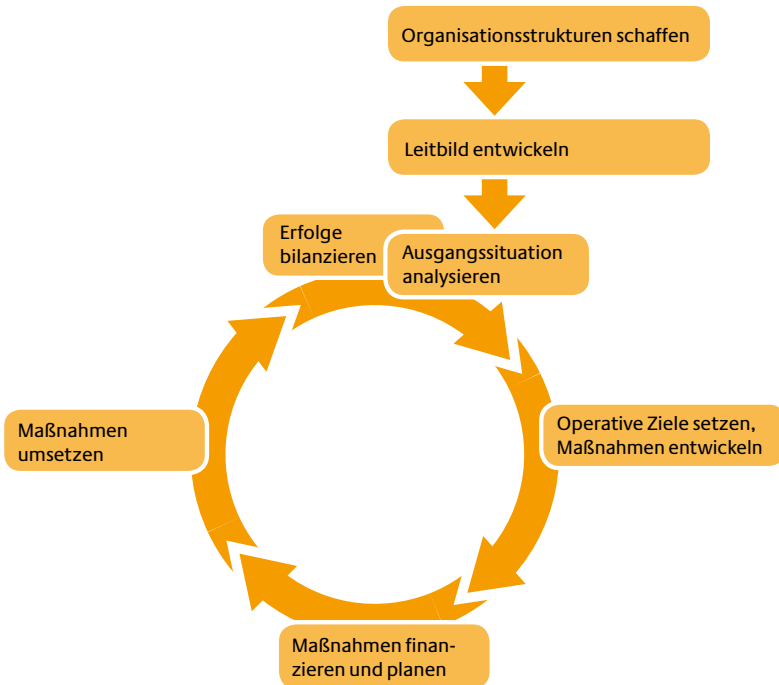 Organisationsstrukturen schaffen
Leitbild entwickeln
Erfolge
bilanzieren
Ausgangssituation
analysieren
Operative Ziele setzen,
Maßnahmen entwickeln
Maßnahmen finan-
zieren und planen
Maßnahmen
umsetzen